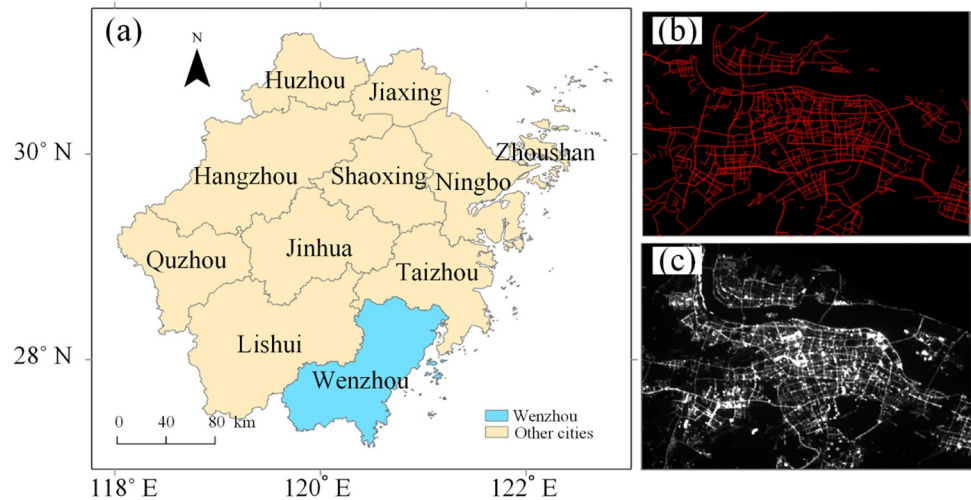 (a)
N
Huzhou
Jiaxing
30° N
Zhoushan
Hangzhou
Shaoxing
Ningbo
Quzhou
Jinhua
Taizhou
28° N
Lishui
Wenzhou
0 40 80 km
Wenzhou
Other cities
118° E 120° E 122° E
(b)
(c)